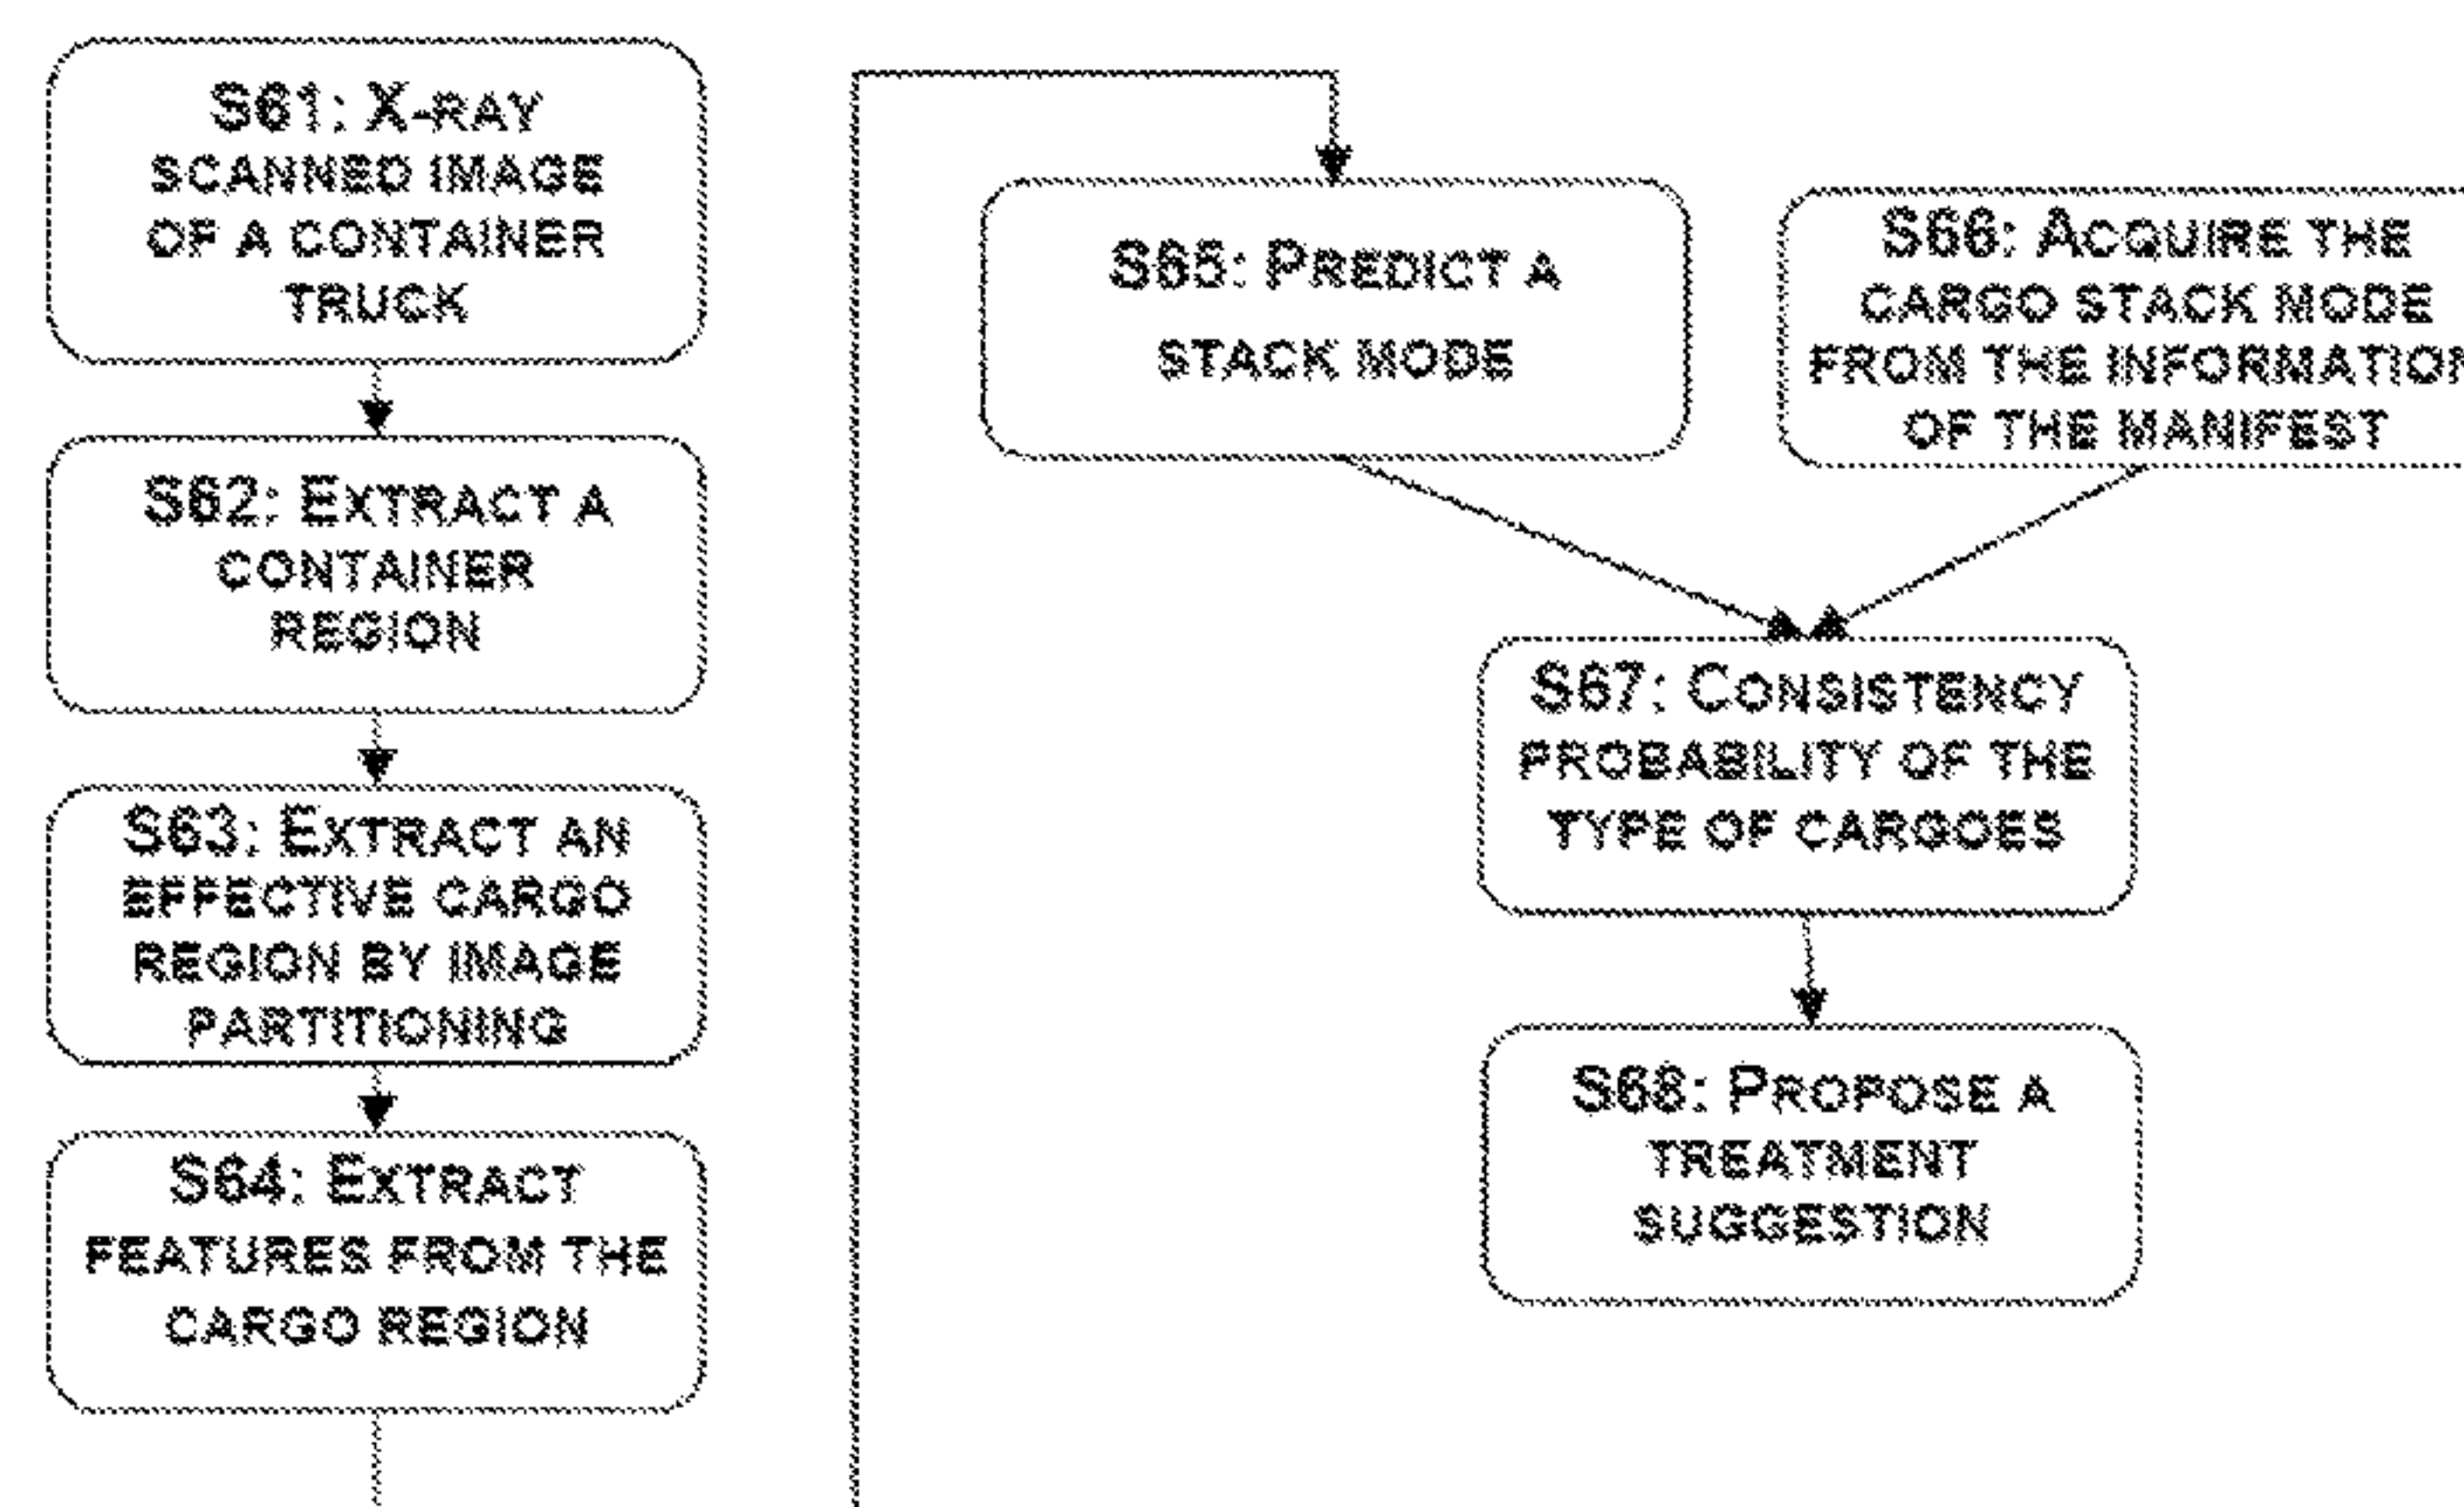 S61: X-RAY
SCANNED IMAGE
OF A CONTAINER
TRUCK
S62: EXTRACT A
CONTAINER
REGION
S63: EXTRACT AN
EFFECTIVE CARGO
REGION BY IMAGE
PARTITIONING
S64: EXTRACT
FEATURES FROM THE
CARGO REGION
S65: PREDICT A
STACK MODE
S66: ACQUIRE THE
CARGO STACK MODE
FROM THE INFORMATION
OF THE MANIFEST
S67: CONSISTENCY
PROBABILITY OF THE
TYPE OF CARGOES
S68: PROPOSE A
TREATMENT
SUGGESTION